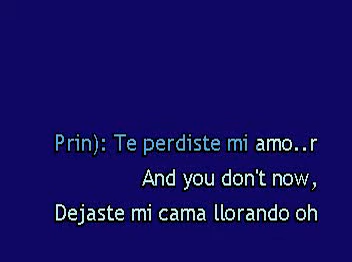 Prin): Te perdiste mi amo..r
And you don't now,
Dejaste mi cama llorando oh